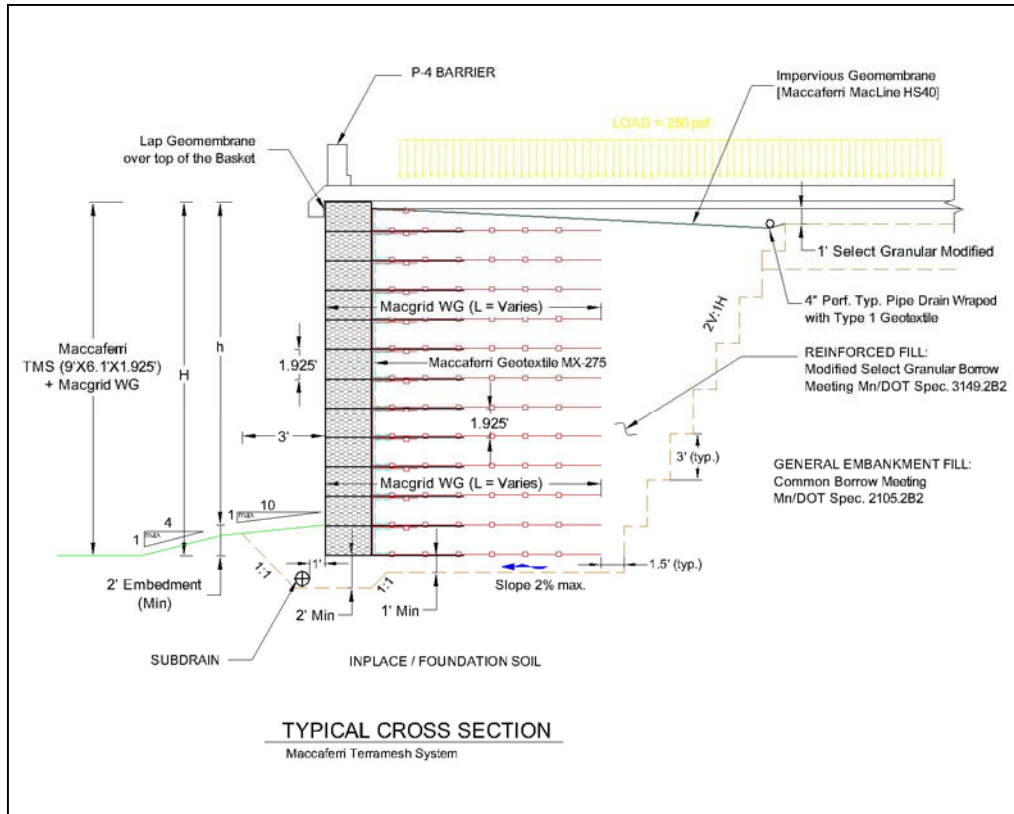 P-4 BARRIER
Impervious Geomembrane
[Maccaferri MacLine HS40]
LOAD = 250 psf
Lap Geomembrane
over top of the Basket
1' Select Granular Modified
Macgrid WG (L = Varies)
4" Perf. Typ. Pipe Drain Wraped
with Type 1 Geotextile
2V:1H
Maccaferri
TMS (9'X6.1'X1.925')
+ Macgrid WG
H
h
1.925'
Maccaferri Geotextile MX-275
REINFORCED FILL:
Modified Select Granular Borrow
Meeting Mn/DOT Spec. 3149.2B2
1.925'
3'
3' (typ.)
GENERAL EMBANKMENT FILL:
Common Borrow Meeting
Mn/DOT Spec. 2105.2B2
Macgrid WG (L = Varies)
10
1
max
4
1
max
1:1
1'
1:1
2' Embedment
(Min)
2' Min
1' Min
Slope 2% max.
1.5' (typ.)
SUBDRAIN
INPLACE / FOUNDATION SOIL
TYPICAL CROSS SECTION
Maccaferri Terramesh System